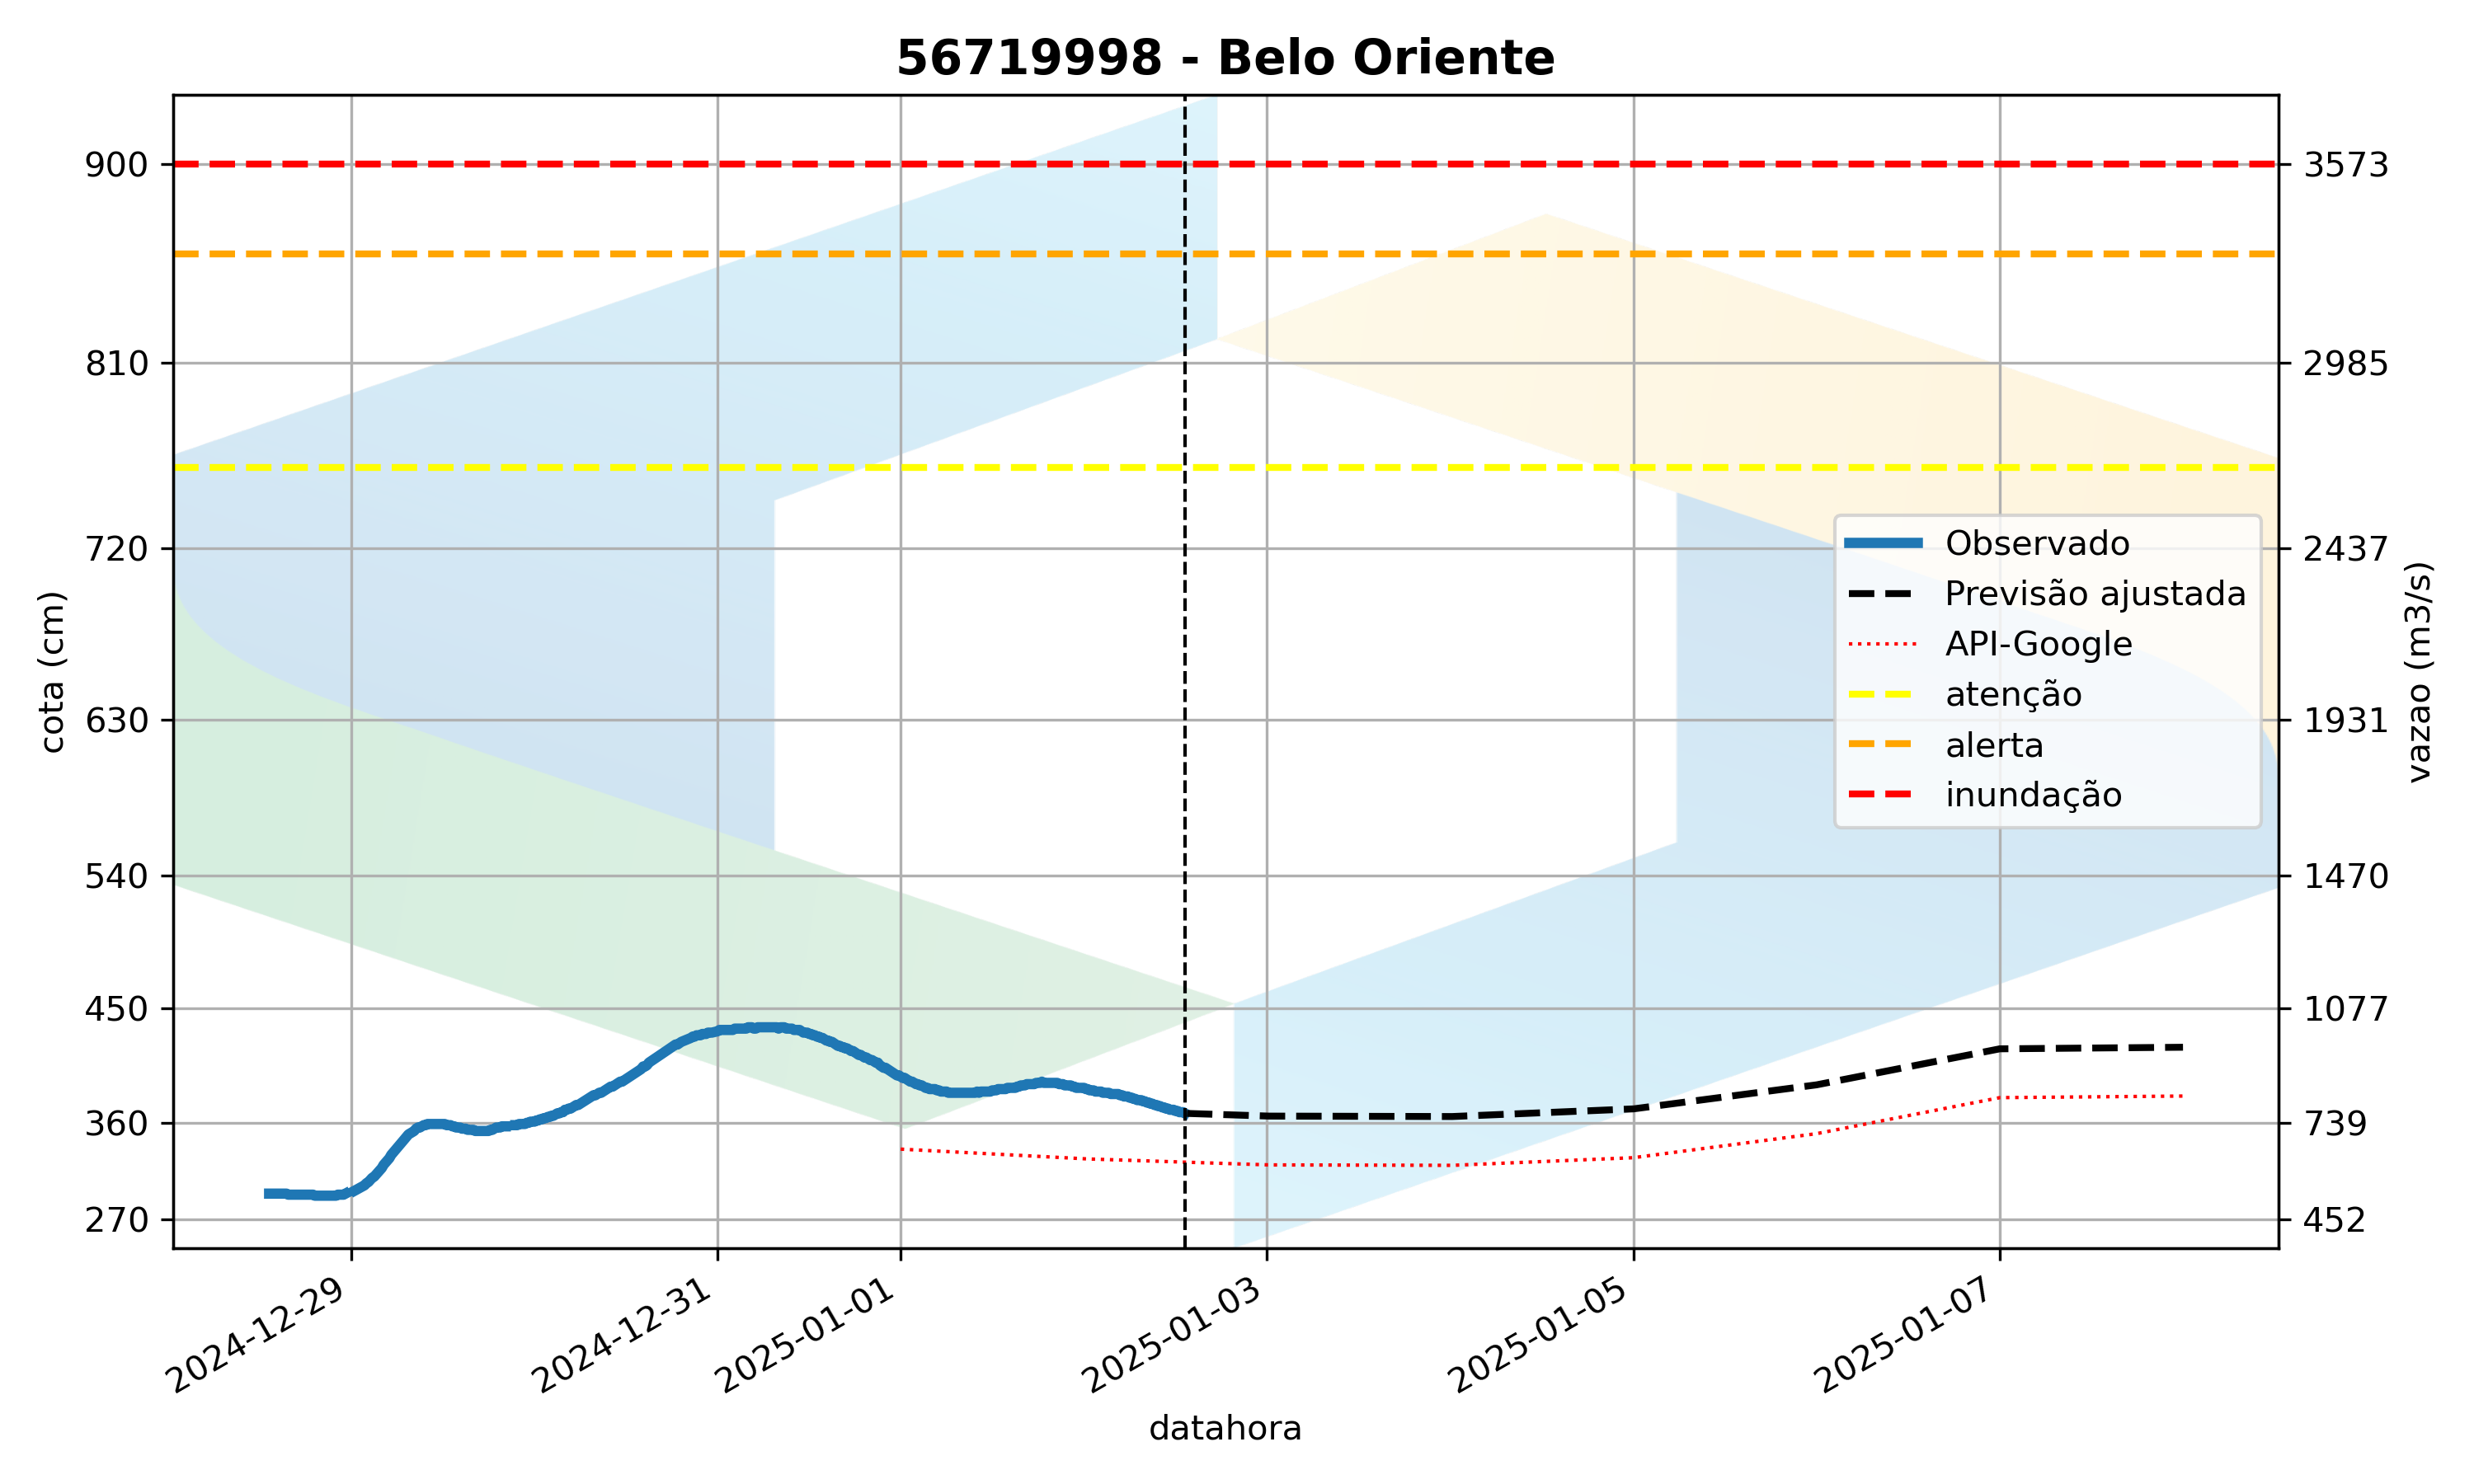 56719998 - Belo Oriente
900
810
720
630
540
450
360
270
cota (cm)
3573
2985
2437
1931
1470
1077
739
452
vazao (m3/s)
Observado
Previsão ajustada
API-Google
atenção
alerta
inundação
2024-12-29
2024-12-31
2025-01-01
2025-01-03
2025-01-05
2025-01-07
datahora